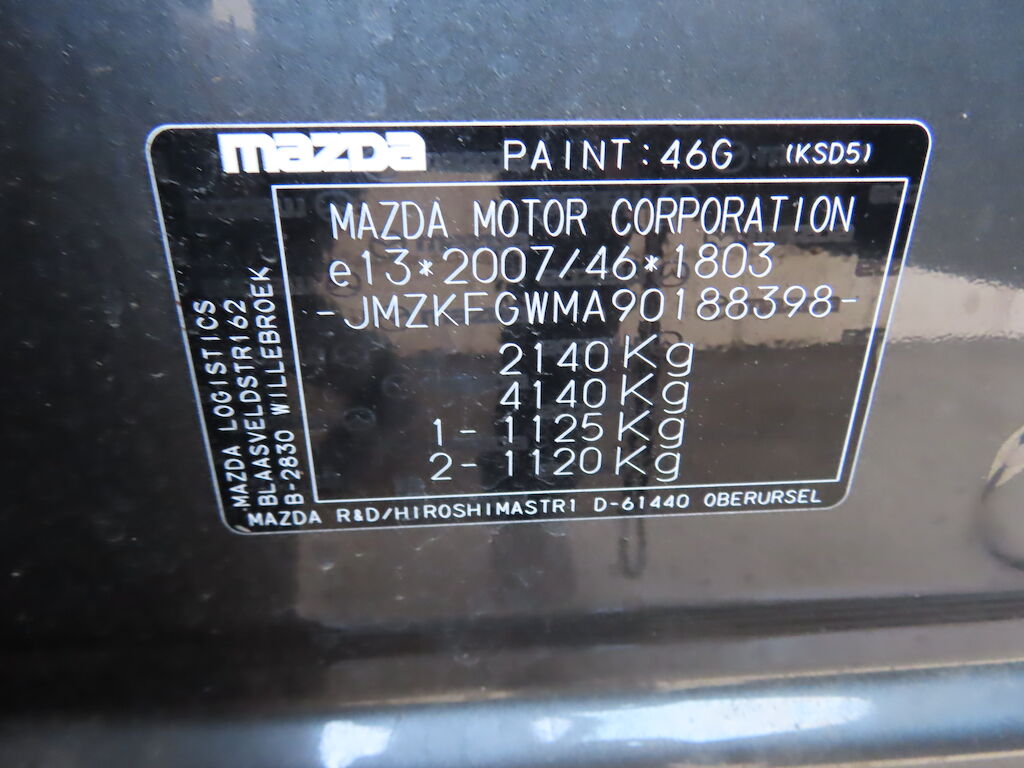 mazda PAINT:46G (KSD5)
MAZDA MOTOR CORPORATION
e13*2007/46*1803
-JMZKFGWMA90188398-
2140Kg
4140Kg
1-1125Kg
2-1120Kg
MAZDA LOGISTICS
BLAASVELDSTR162
B-2830 WILLEBROEK
MAZDA R&D/HIROSHIMASTR1 D-61440 OBERURSEL